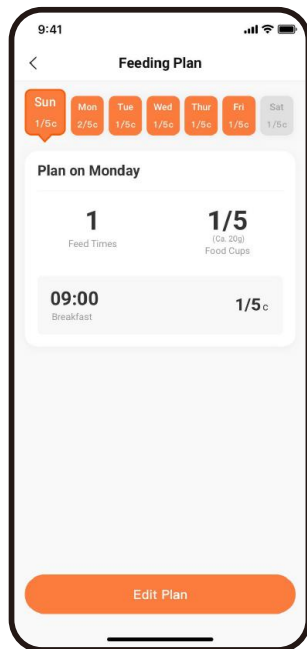 9:41
Feeding Plan
Sun Mon Tue Wed Thur Fri Sat
1/5c 2/5c 1/5c 1/5c 1/5c 1/5c 1/5c
Plan on Monday
1 1/5
(Ca. 20g)
Feed Times Food Cups
09:00 1/5 c
Breakfast
Edit Plan